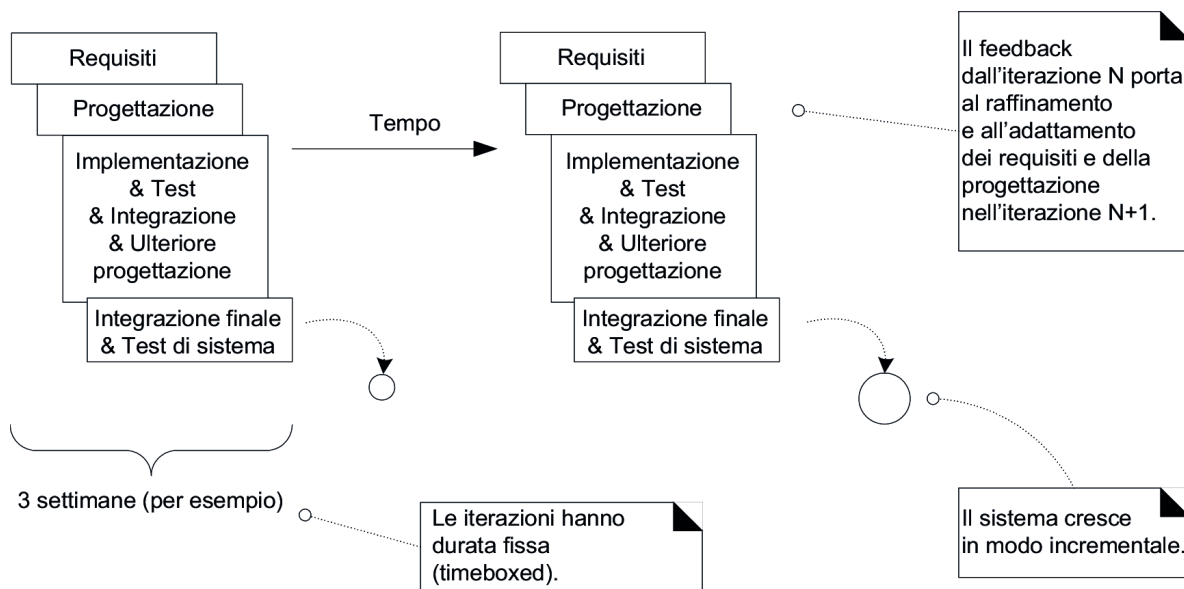 Requisiti
Progettazione
Implementazione
& Test
& Integrazione
& Ulteriore
progettazione
Integrazione finale
& Test di sistema
Tempo
Requisiti
Progettazione
Implementazione
& Test
& Integrazione
& Ulteriore
progettazione
Integrazione finale
& Test di sistema
Il feedback
dall'iterazione N porta
al raffinamento
e all'adattamento
dei requisiti e della
progettazione
nell'iterazione N+1.
3 settimane (per esempio)
Le iterazioni hanno
durata fissa
(timeboxed).
Il sistema cresce
in modo incrementale.